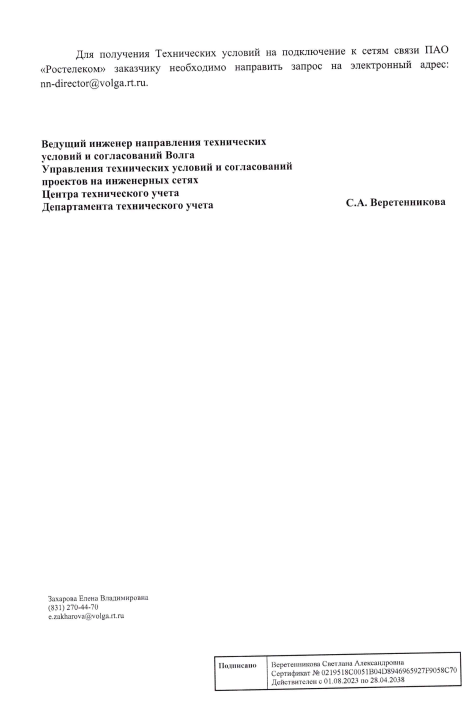 Для получения Технических условий на подключение к сетям связи ПАО
«Ростелеком» заказчику необходимо направить запрос на электронный адрес:
nn-director@volga.rt.ru.
Ведущий инженер направления технических
условий и согласований Волга
Управления технических условий и согласований
проектов на инженерных сетях
Центра технического учета
Департамента технического учета
С.А. Веретенникова
Захарова Елена Владимировна
(831) 270-44-70
e.zukharova@volga.rt.ru
Подписано
Веретенникова Светлана Александровна
Сертификат № 0219518C0051B04D8946965927F9058C70
Действителен с 01.08.2023 по 28.04.2038